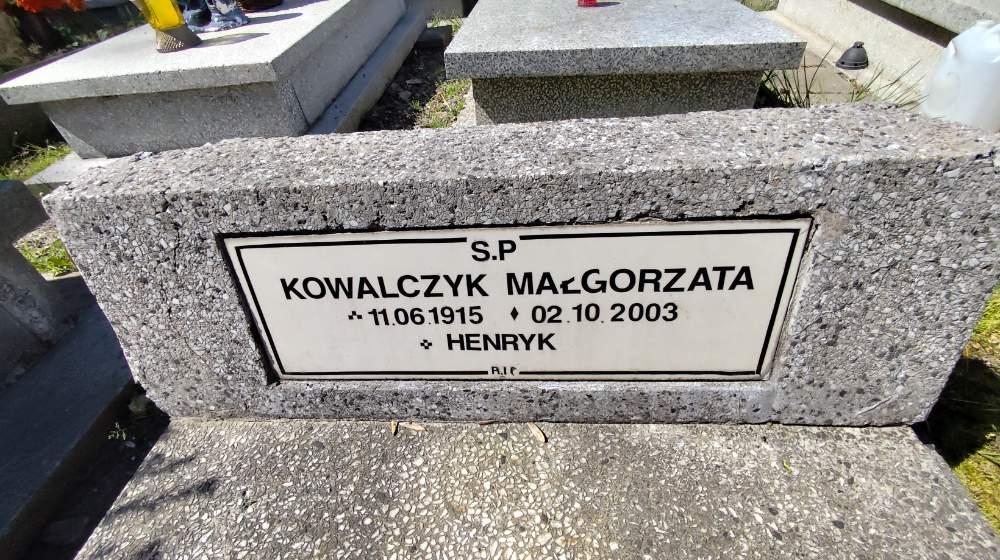 S.P
KOWALCZYK MAŁGORZATA
11.06.1915 02.10.2003
HENRYK
R.I